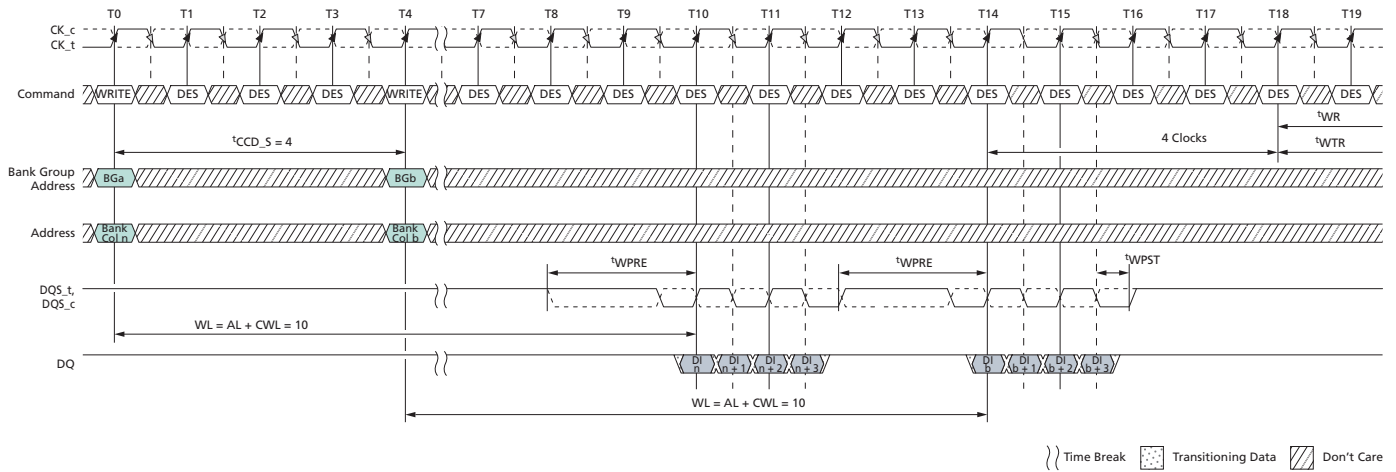 T0 T1 T2 T3 T4 T7 T8 T9 T10 T11 T12 T13 T14 T15 T16 T17 T18 T19
CK_c
CK_t
Command WRITE DES DES DES WRITE DES DES DES DES DES DES DES DES DES DES DES DES DES
tWR
tCCD_S = 4 4 Clocks tWTR
Bank Group
Address BGa BGb
Address Bank
Col n Bank
Col b
tWPRE tWPRE tWPST
DQS_t,
DQS_c
WL = AL + CWL = 10
DQ DI
n DI
n + 1 DI
n + 2 DI
n + 3 DI
b DI
b + 1 DI
b + 2 DI
b + 3
WL = AL + CWL = 10
Time Break Transitioning Data Don't Care